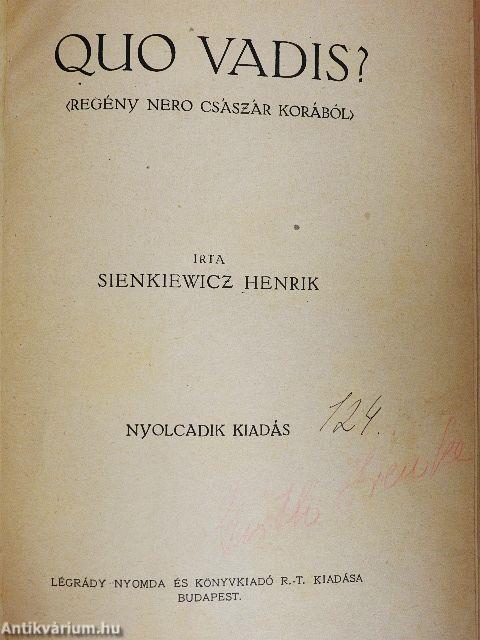 QUO VADIS?
<REGÉNY NERO CSÁSZÁR KORÁBÓL>
IRTA
SIENKIEWICZ HENRIK
NYOLCADIK KIADÁS
124.
LÉGRÁDY NYOMDA ÉS KÖNYVKIADÓ R.-T. KIADÁSA
BUDAPEST.
Antikvárium.hu